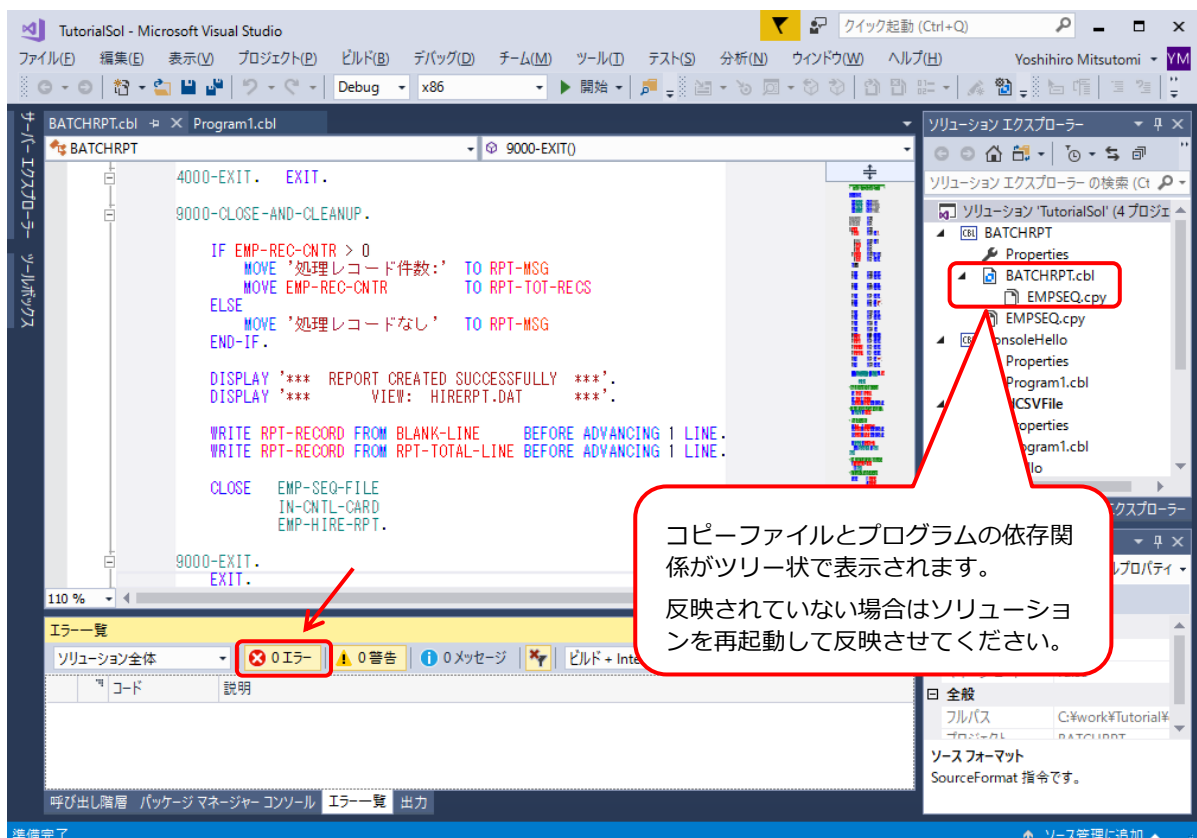 TutorialSol - Microsoft Visual Studio
クイック起動 (Ctrl+Q)
ファイル(F) 編集(E) 表示(V) プロジェクト(P) ビルド(B) デバッグ(D) チーム(M) ツール(T) テスト(S) 分析(N) ウィンドウ(W) ヘルプ(H) Yoshihiro Mitsutomi YM
Debug x86 開始
サーバー エクスプローラー
ツールボックス
BATCHRPT.cbl Program1.cbl
BATCHRPT 9000-EXIT()
4000-EXIT. EXIT.
9000-CLOSE-AND-CLEANUP.
IF EMP-REC-CNTR > 0
MOVE '処理レコード件数:' TO RPT-MSG
MOVE EMP-REC-CNTR TO RPT-TOT-RECS
ELSE
MOVE '処理レコードなし' TO RPT-MSG
END-IF.
DISPLAY '*** REPORT CREATED SUCCESSFULLY ***'.
DISPLAY '*** VIEW: HIRERPT.DAT ***'.
WRITE RPT-RECORD FROM BLANK-LINE BEFORE ADVANCING 1 LINE.
WRITE RPT-RECORD FROM RPT-TOTAL-LINE BEFORE ADVANCING 1 LINE.
CLOSE EMP-SEQ-FILE
IN-CNTL-CARD
EMP-HIRE-RPT.
9000-EXIT.
EXIT.
110 %
エラー一覧
ソリューション全体 0 エラー 0 警告 0 メッセージ ビルド + Inte
コード 説明
呼び出し階層 パッケージ マネージャー コンソール エラー一覧 出力
準備完了
ソリューション エクスプローラー
ソリューション エクスプローラー の検索 (Ct
ソリューション 'TutorialSol' (4 プロジェ
BATCHRPT
Properties
BATCHRPT.cbl
EMPSEQ.cpy
EMPSEQ.cpy
onsoleHello
Properties
Program1.cbl
CSVFile
operties
ogram1.cbl
lo
エクスプローラー
コピーファイルとプログラムの依存関
係がツリー状で表示されます。
反映されていない場合はソリューショ
ンを再起動して反映させてください。
ルプロパティ
全般
フルパス C:¥work¥Tutorial¥
プロジェクト BATCHRPT
ソース フォーマット
SourceFormat 指令です。
ソース管理に追加